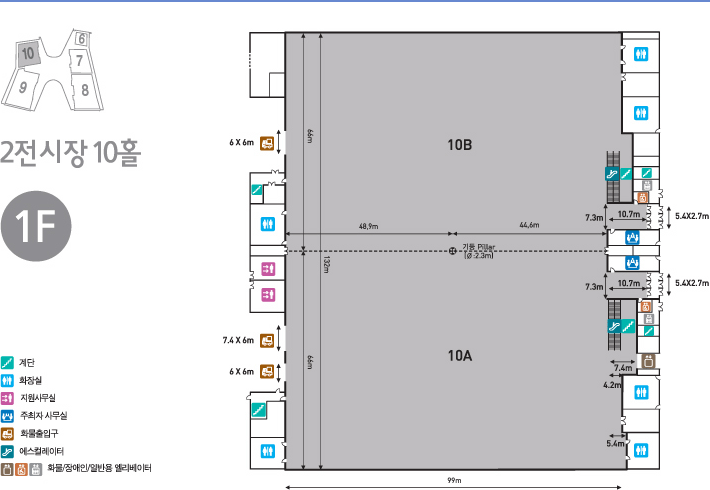 6
10
7
9
8
2전시장 10홀
1F
계단
화장실
지원사무실
주최자 사무실
화물출입구
에스컬레이터
화물/장애인/일반용 엘리베이터
66m
10B
6 X 6m
7.3m
10.7m
5.4X2.7m
48,9m
44,6m
기둥 Pillar
(Ø :2.3m)
132m
7.3m
10.7m
5.4X2.7m
7.4 X 6m
66m
10A
6 X 6m
7.4m
4.2m
5.4m
99m